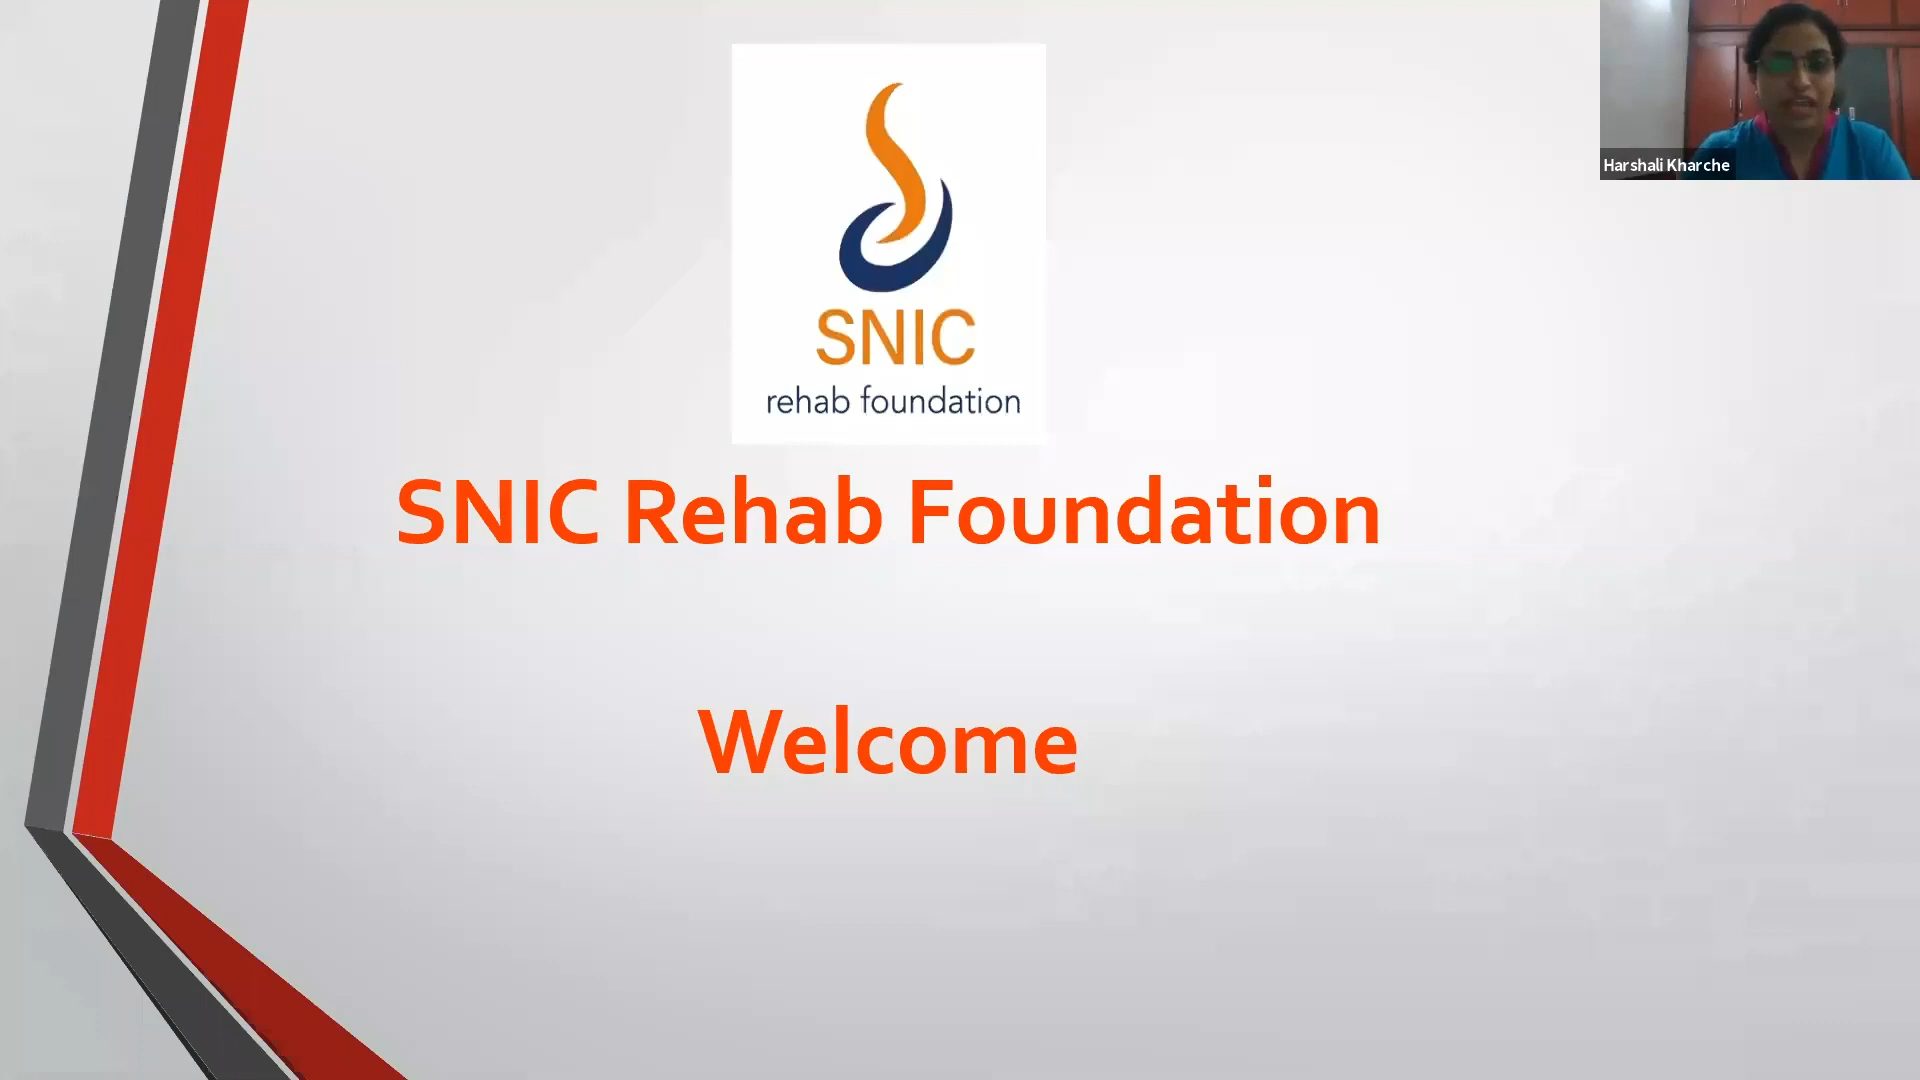 SNIC
rehab foundation
Harshali Kharche
SNIC Rehab Foundation
Welcome